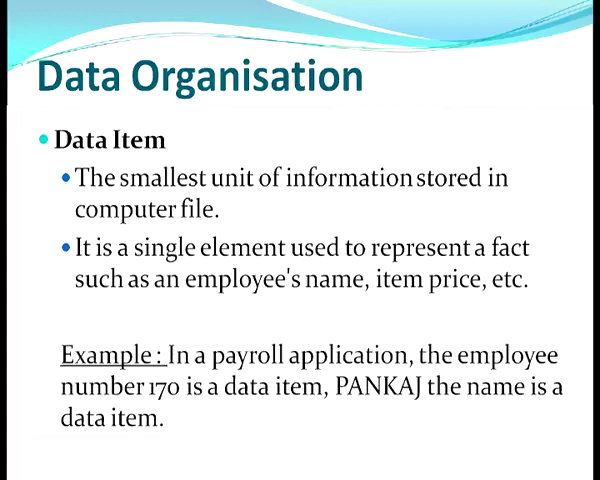 Data Organisation
• Data Item
• The smallest unit of information stored in
computer file.
• It is a single element used to represent a fact
such as an employee's name, item price, etc.
Example : In a payroll application, the employee
number 170 is a data item, PANKAJ the name is a
data item.